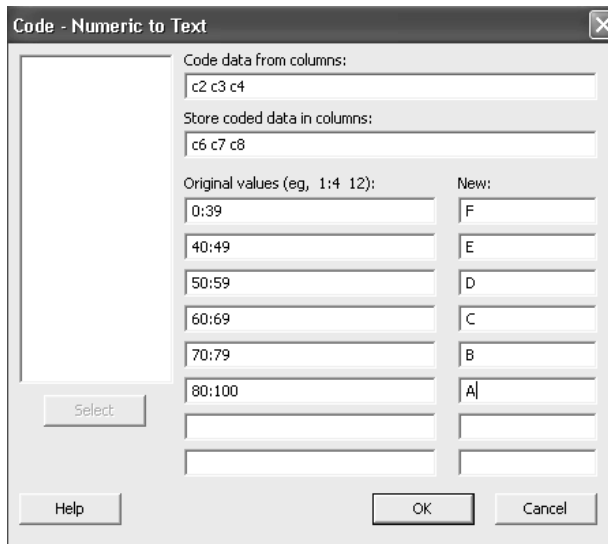 Code - Numeric to Text
Code data from columns:
c2 c3 c4
Store coded data in columns:
c6 c7 c8
Original values (eg, 1:4 12): New:
0:39 F
40:49 E
50:59 D
60:69 C
70:79 B
80:100 A
Select
Help OK Cancel